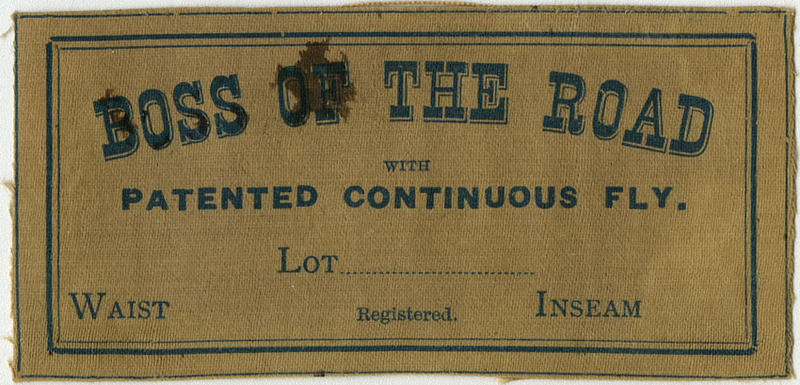 BOSS OF THE ROAD
WITH
PATENTED CONTINUOUS FLY.
LOT
WAIST Registered. INSEAM